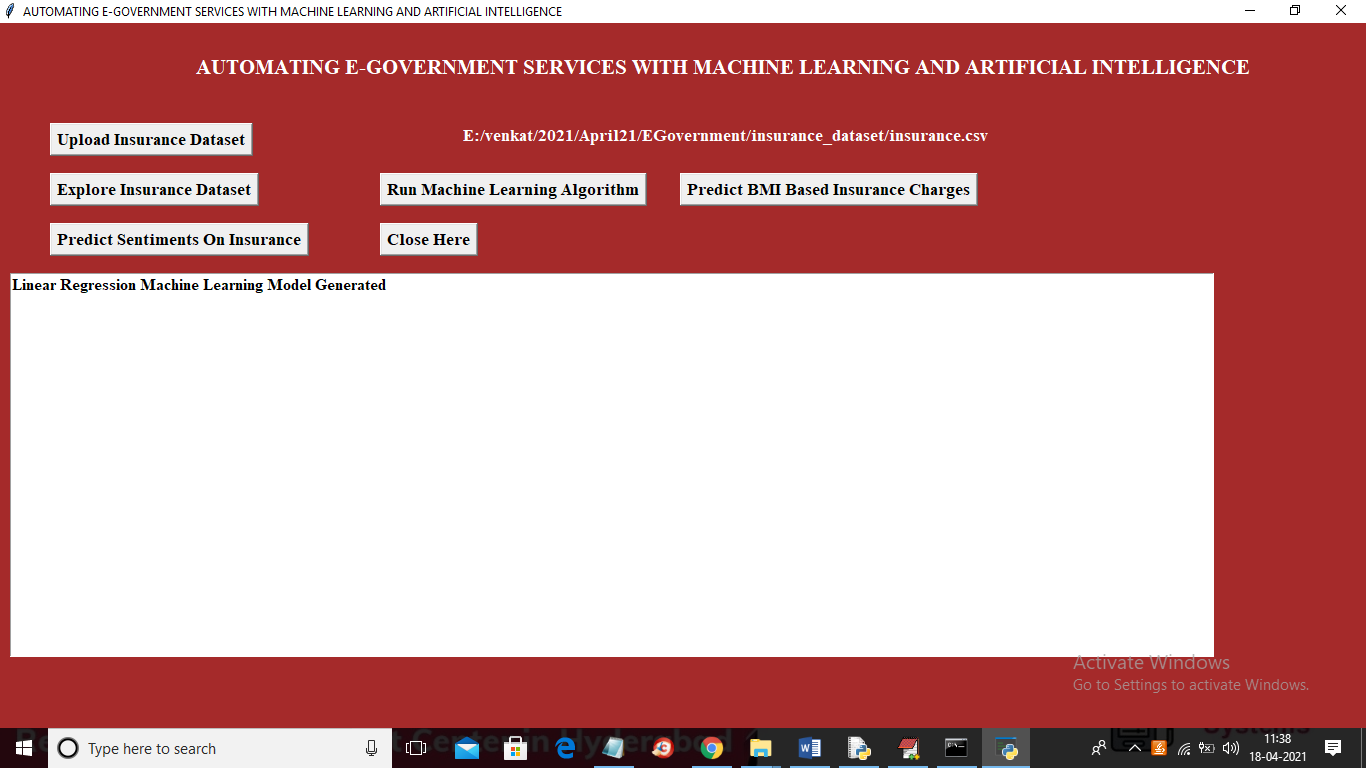 AUTOMATING E-GOVERNMENT SERVICES WITH MACHINE LEARNING AND ARTIFICIAL INTELLIGENCE
AUTOMATING E-GOVERNMENT SERVICES WITH MACHINE LEARNING AND ARTIFICIAL INTELLIGENCE
Upload Insurance Dataset
E:/venkat/2021/April21/EGovernment/insurance_dataset/insurance.csv
Explore Insurance Dataset
Run Machine Learning Algorithm
Predict BMI Based Insurance Charges
Predict Sentiments On Insurance
Close Here
Linear Regression Machine Learning Model Generated
Activate Windows
Go to Settings to activate Windows.
Type here to search
11:38
18-04-2021